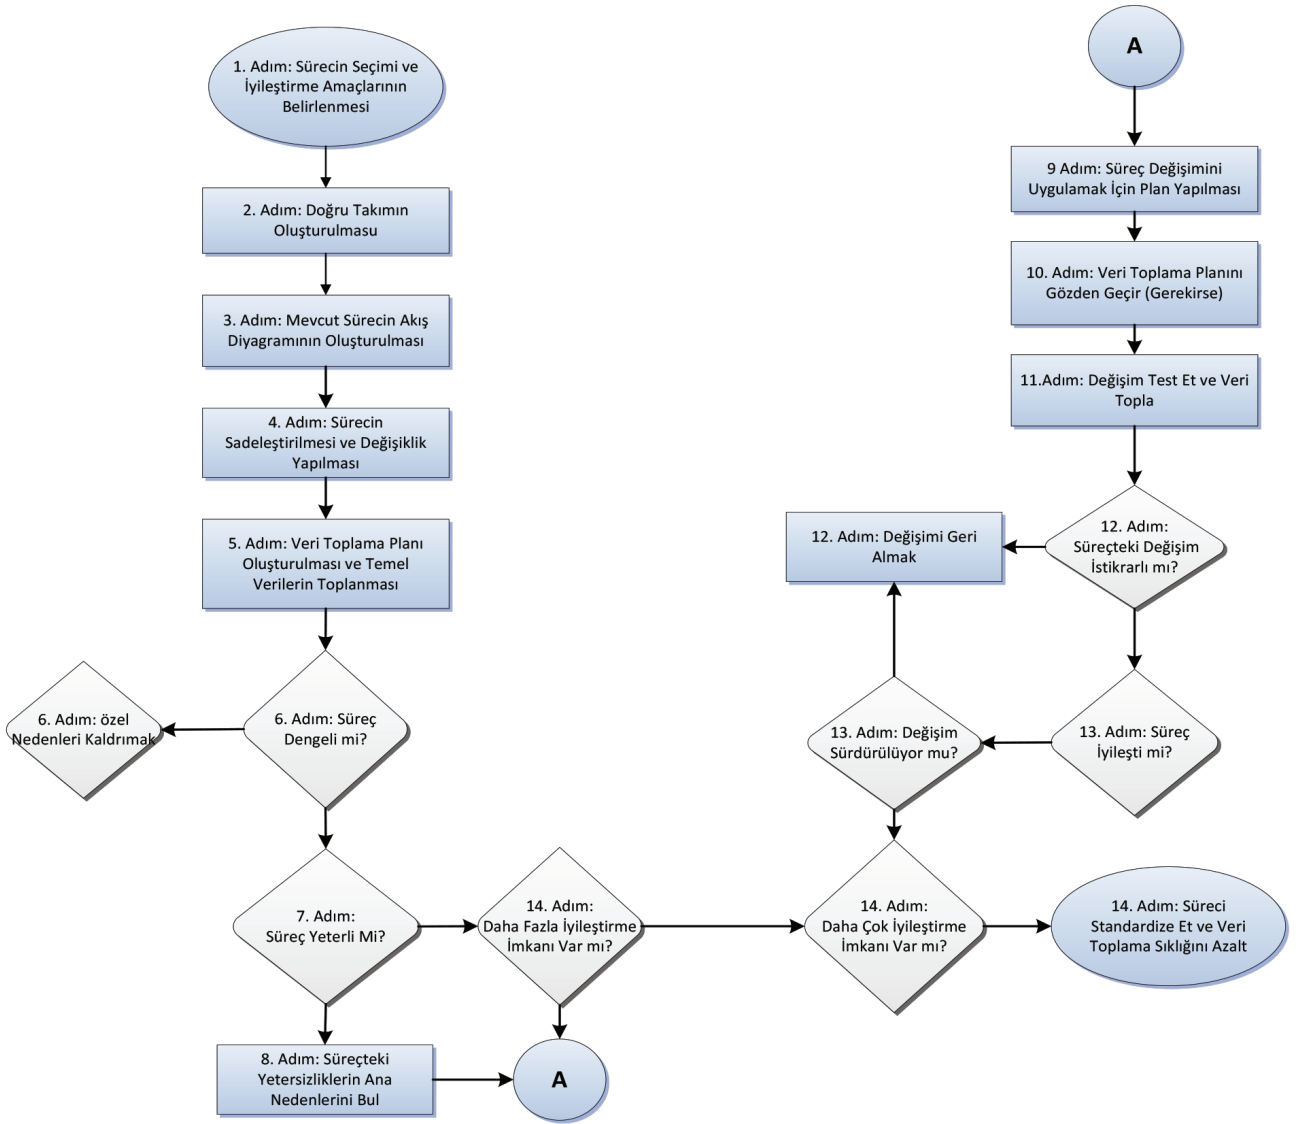 1. Adım: Sürecin Seçimi ve
İyileştirme Amaçlarının
Belirlenmesi
2. Adım: Doğru Takımın
Oluşturulması
3. Adım: Mevcut Sürecin Akış
Diyagramının Oluşturulması
4. Adım: Sürecin
Sadeleştirilmesi ve Değişiklik
Yapılması
5. Adım: Veri Toplama Planı
Oluşturulması ve Temel
Verilerin Toplanması
6. Adım: Süreç
Dengeli mi?
6. Adım: özel
Nedenleri Kaldrımak
7. Adım:
Süreç Yeterli Mi?
8. Adım: Süreçteki
Yetersizliklerin Ana
Nedenlerini Bul
14. Adım:
Daha Fazla İyileştirme
İmkanı Var mı?
A
A
9 Adım: Süreç Değişimini
Uygulamak İçin Plan Yapılması
10. Adım: Veri Toplama Planını
Gözden Geçir (Gerekirse)
11.Adım: Değişim Test Et ve Veri
Topla
12. Adım:
Süreçteki Değişim
İstikrarlı mı?
12. Adım: Değişimi Geri
Almak
13. Adım: Süreç
İyileşti mi?
13. Adım: Değişim
Sürdürülüyor mu?
14. Adım:
Daha Çok İyileştirme
İmkanı Var mı?
14. Adım: Süreci
Standardize Et ve Veri
Toplama Sıklığını Azalt